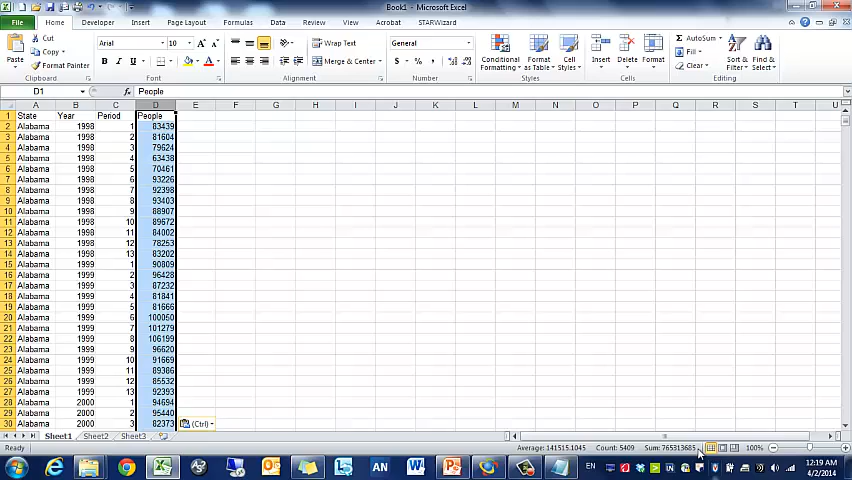 Book1 - Microsoft Excel
File Home Developer Insert Page Layout Formulas Data Review View Acrobat STARWizard
Cut Arial 10 Wrap Text General AutoSum
Copy Fill
Paste Format Painter B I U Merge & Center $ % , Conditional Formatting Format as Table Cell Styles Insert Delete Format Clear Sort & Filter Find & Select
Clipboard Font Alignment Number Styles Cells Editing
D1 fx People
A B C D E F G H I J K L M N O P Q R S T U
1 State Year Period People
2 Alabama 1998 1 83439
3 Alabama 1998 2 81604
4 Alabama 1998 3 79624
5 Alabama 1998 4 63438
6 Alabama 1998 5 70461
7 Alabama 1998 6 93226
8 Alabama 1998 7 92398
9 Alabama 1998 8 93403
10 Alabama 1998 9 88907
11 Alabama 1998 10 89672
12 Alabama 1998 11 84002
13 Alabama 1998 12 78253
14 Alabama 1998 13 83202
15 Alabama 1999 1 90809
16 Alabama 1999 2 96428
17 Alabama 1999 3 87232
18 Alabama 1999 4 81841
19 Alabama 1999 5 81666
20 Alabama 1999 6 100050
21 Alabama 1999 7 101279
22 Alabama 1999 8 106199
23 Alabama 1999 9 96620
24 Alabama 1999 10 91669
25 Alabama 1999 11 89386
26 Alabama 1999 12 85532
27 Alabama 1999 13 92393
28 Alabama 2000 1 94694
29 Alabama 2000 2 95440
30 Alabama 2000 3 82373 (Ctrl)
Sheet1 Sheet2 Sheet3
Ready Average: 141515.1045 Count: 5409 Sum: 765313685 100%
AN EN 12:19 AM
4/2/2014